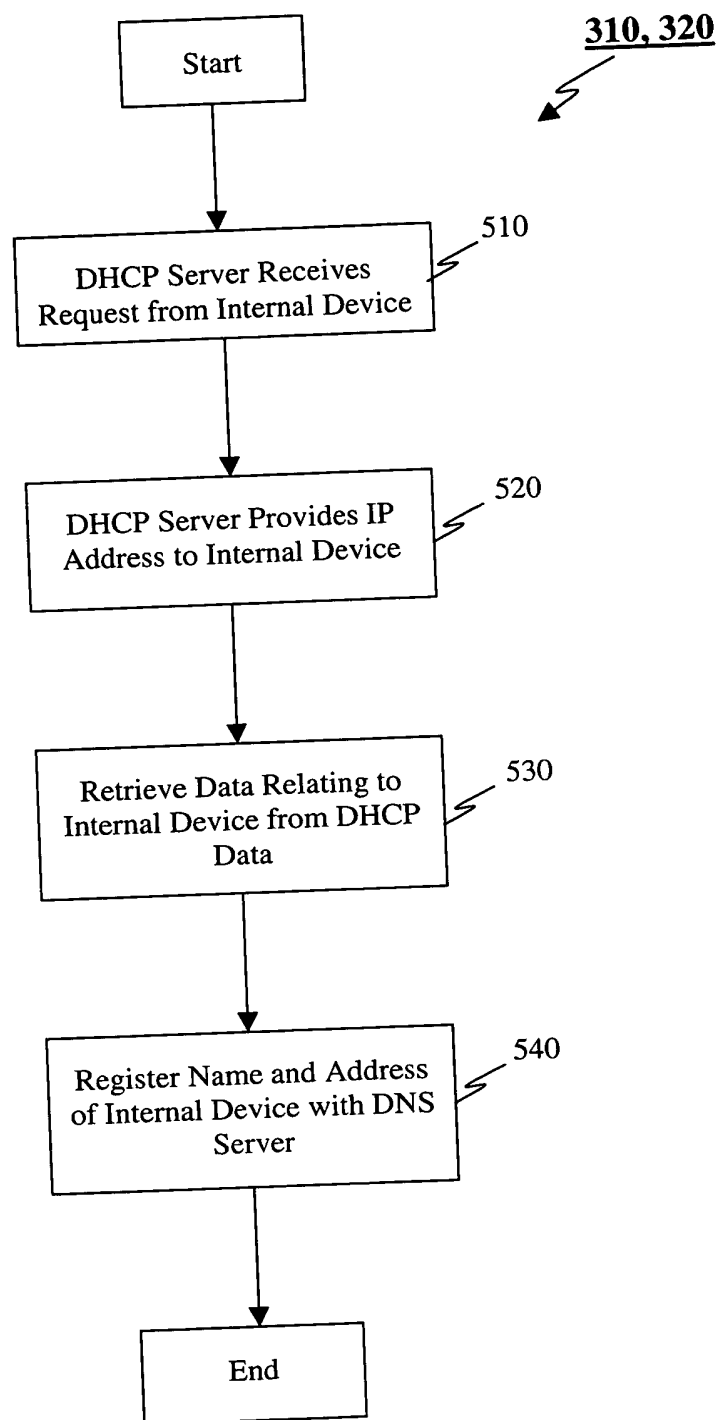 310, 320
Start
510
DHCP Server Receives
Request from Internal Device
520
DHCP Server Provides IP
Address to Internal Device
530
Retrieve Data Relating to
Internal Device from DHCP
Data
540
Register Name and Address
of Internal Device with DNS
Server
End